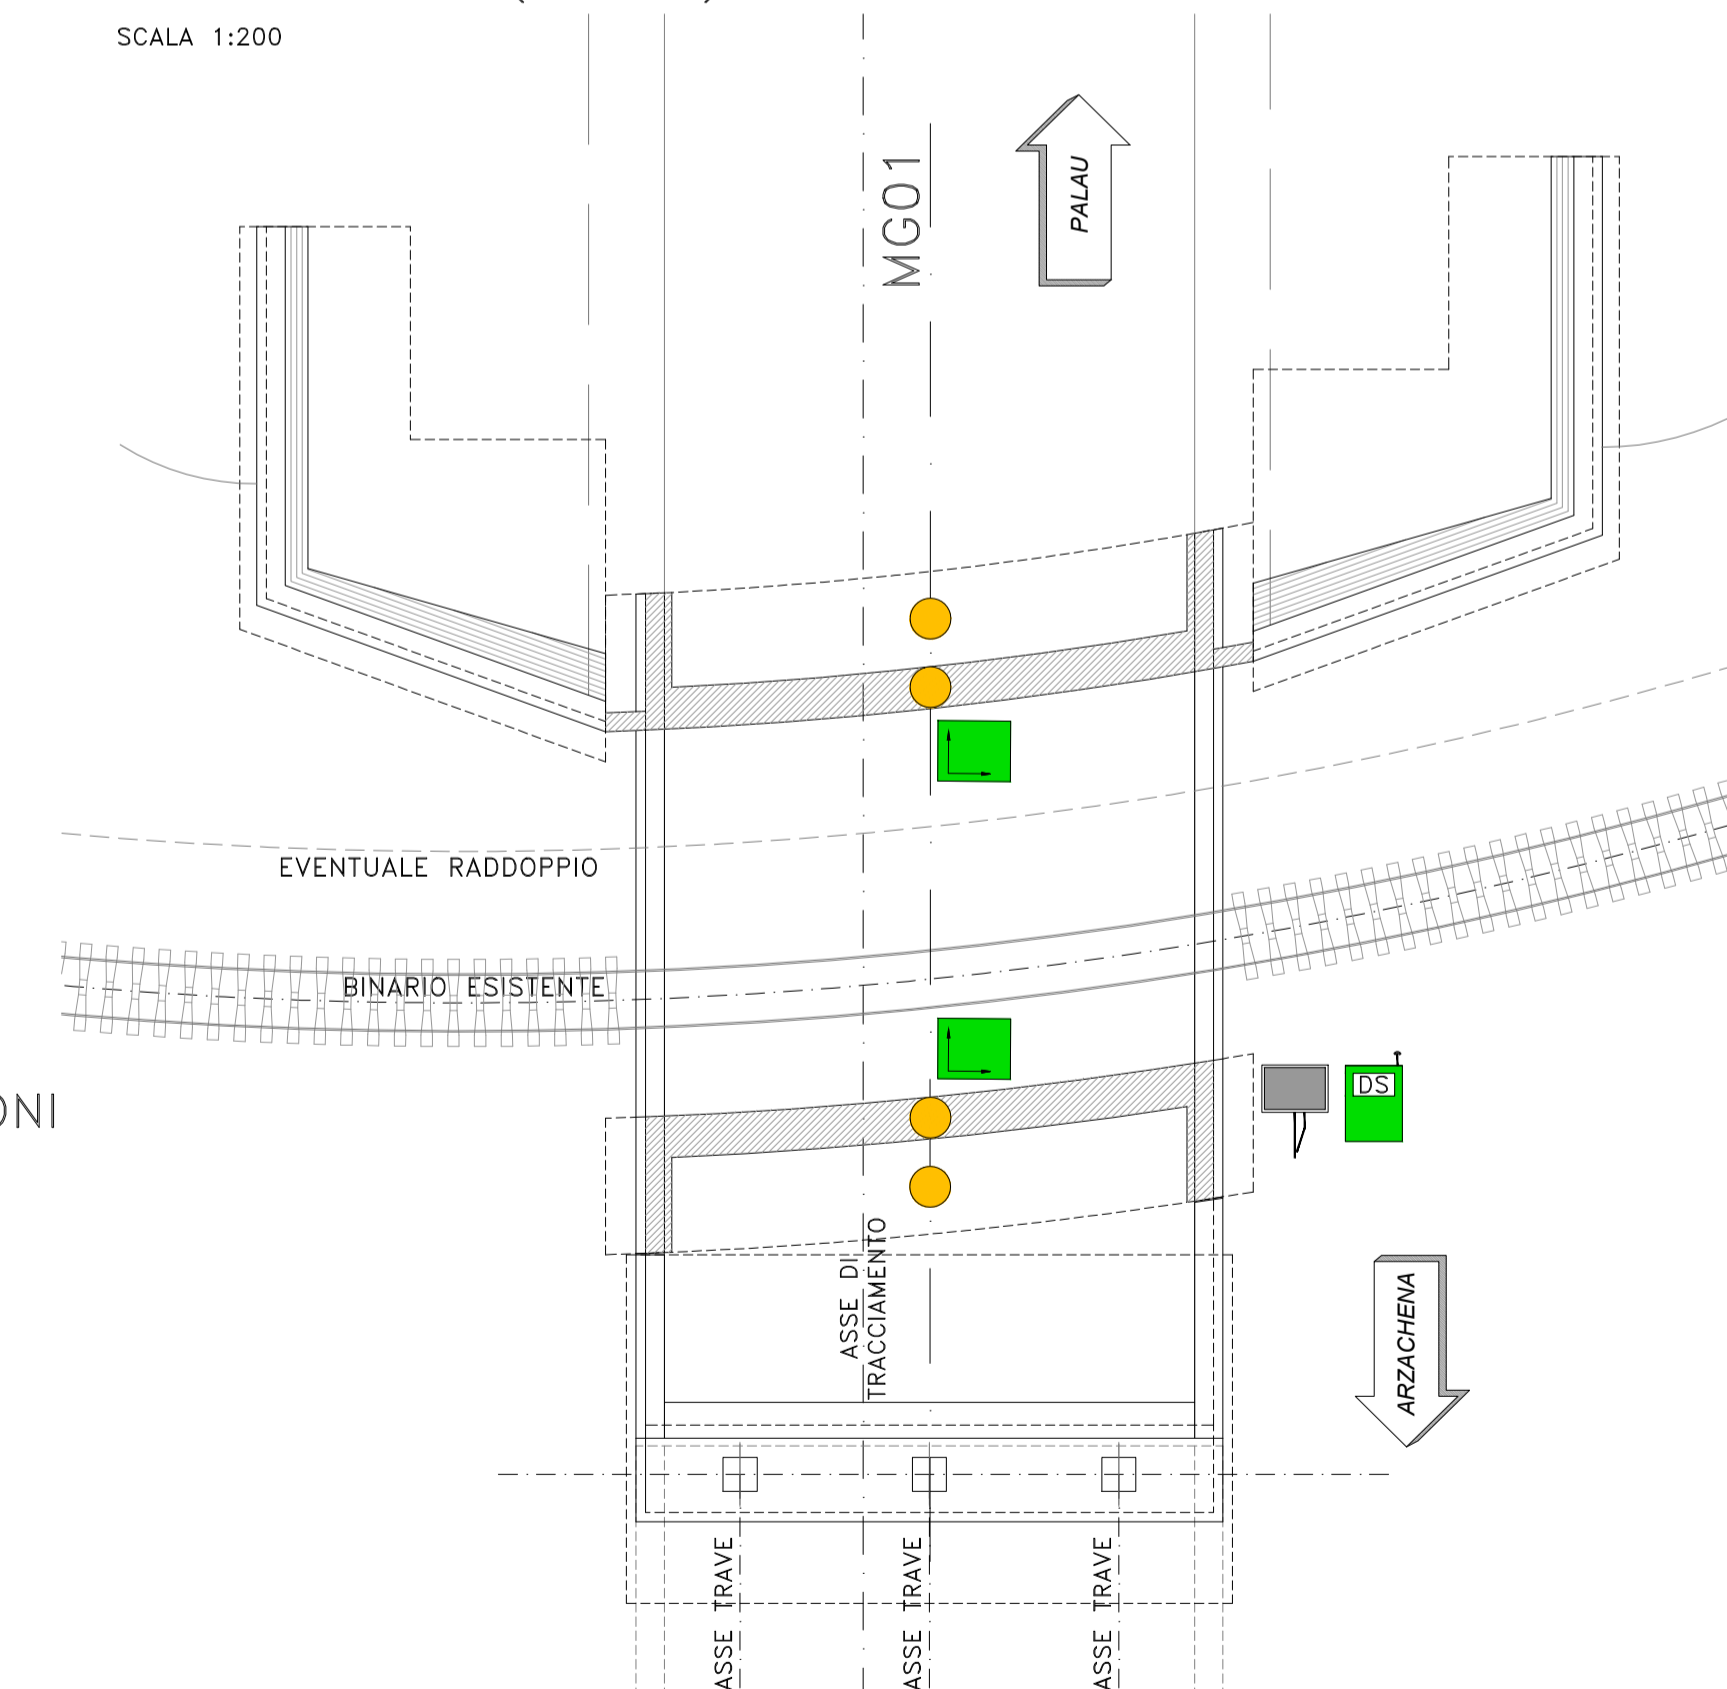 SCALA 1:200
PALAU
MG01
EVENTUALE RADDOPPIO
BINARIO ESISTENTE
DS
ONI
ASSE DI
TRACCIAMENTO
ARZACHENA
ASSE TRAVE
ASSE TRAVE
ASSE TRAVE